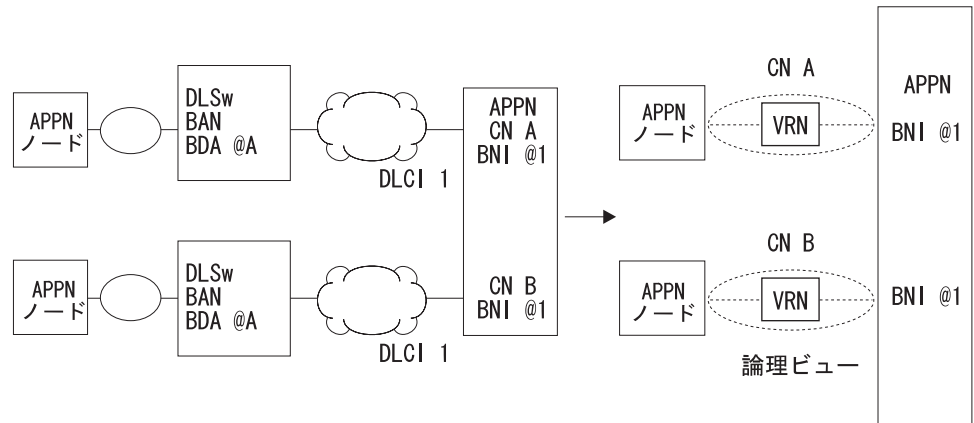 APPN
ノード
DLSw
BAN
BDA @A
DLCI 1
APPN
CN A
BNI @1
APPN
ノード
DLSw
BAN
BDA @A
DLCI 1
CN B
BNI @1
CN A
APPN
ノード
VRN
APPN
BNI @1
CN B
APPN
ノード
VRN
BNI @1
論理ビュー